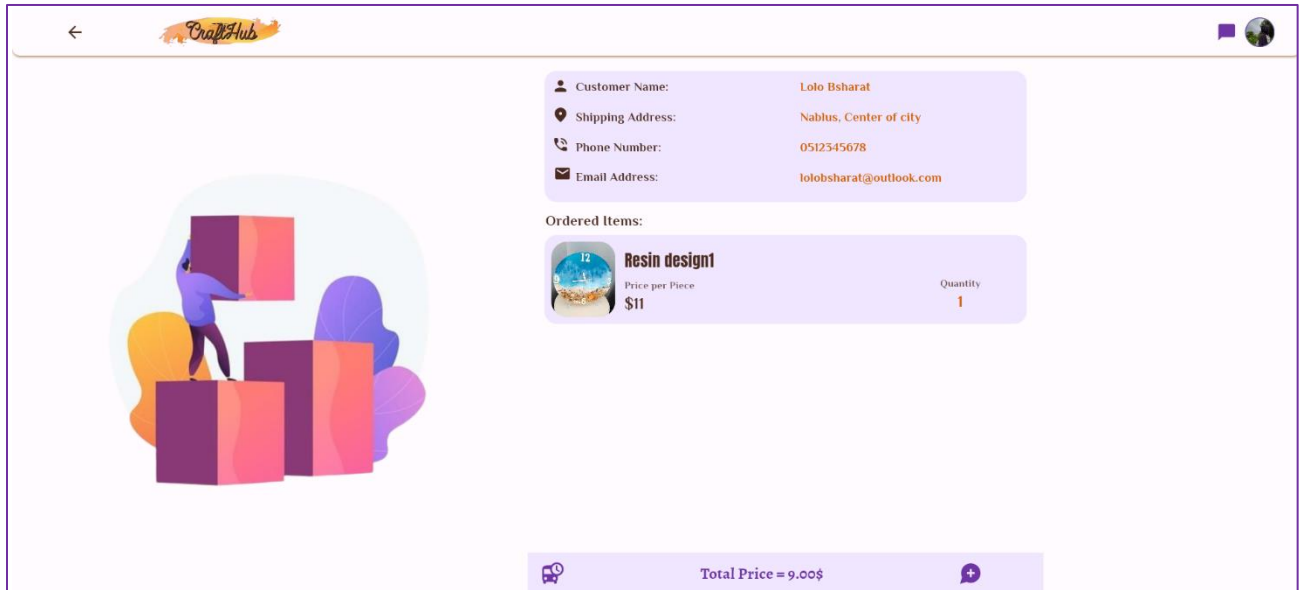 CraftHub
Customer Name: Lolo Bsharat
Shipping Address: Nablus, Center of city
Phone Number: 0512345678
Email Address: lolobsharat@outlook.com
Ordered Items:
12
Resin design1
Price per Piece
$11
Quantity
1
Total Price = 9.00$